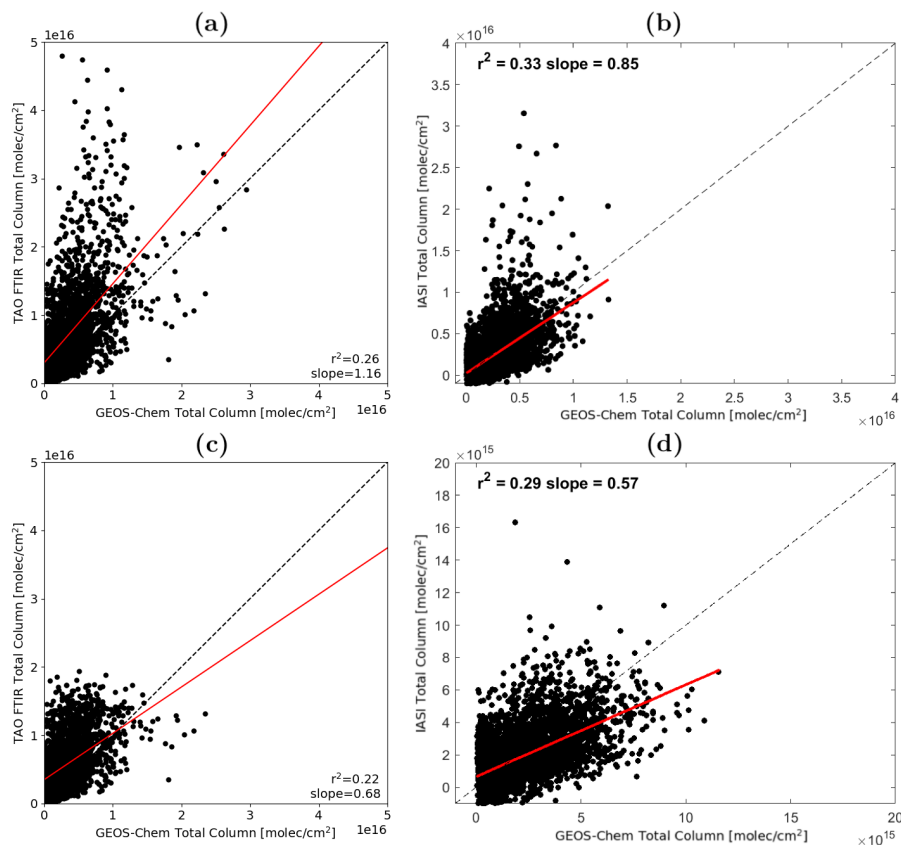 (a)
1e16
5
4
3
2
1
0
TAO FTIR Total Column [molec/cm²]
r²=0.26
slope=1.16
0 1 2 3 4 5
1e16
GEOS-Chem Total Column [molec/cm²]
(b)
×10¹⁶
4
3.5
3
2.5
2
1.5
1
0.5
0
IASI Total Column [molec/cm²]
r² = 0.33 slope = 0.85
0 0.5 1 1.5 2 2.5 3 3.5 4
GEOS-Chem Total Column [molec/cm²]
×10¹⁶
(c)
1e16
5
4
3
2
1
0
TAO FTIR Total Column [molec/cm²]
r²=0.22
slope=0.68
0 1 2 3 4 5
1e16
GEOS-Chem Total Column [molec/cm²]
(d)
×10¹⁵
20
18
16
14
12
10
8
6
4
2
0
IASI Total Column [molec/cm²]
r² = 0.29 slope = 0.57
0 5 10 15 20
GEOS-Chem Total Column [molec/cm²]
×10¹⁵